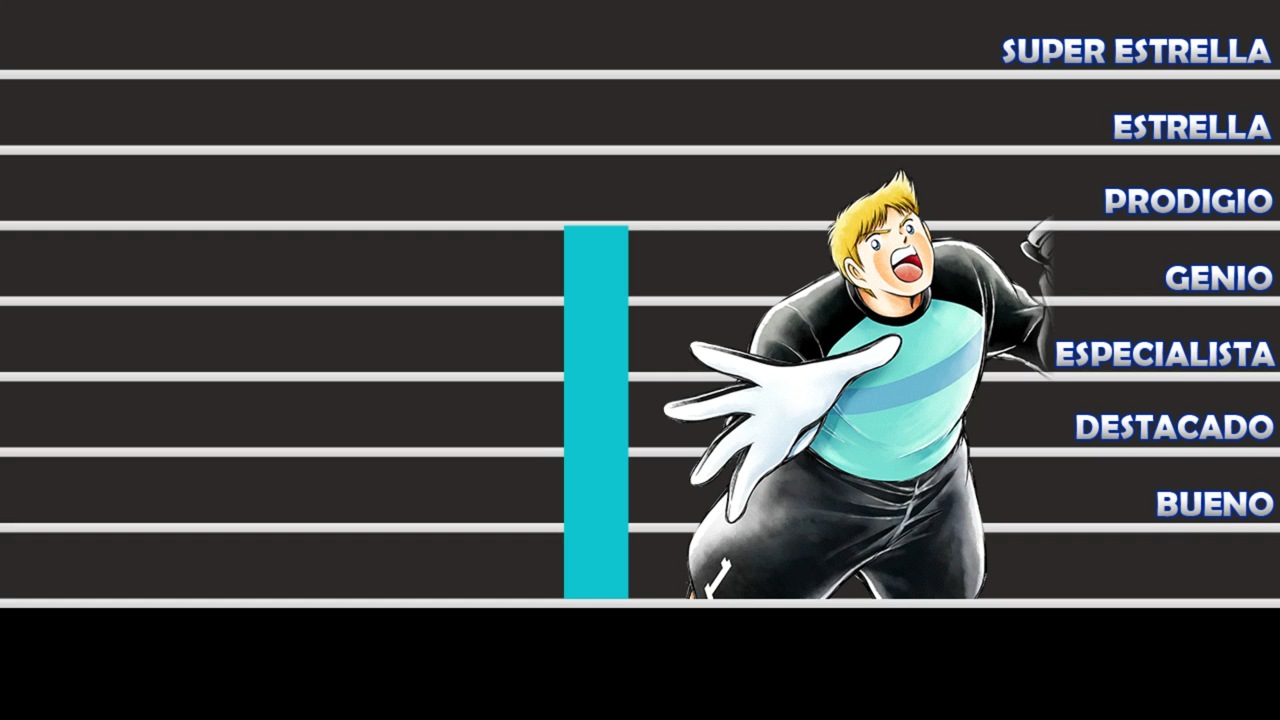 SUPER ESTRELLA
ESTRELLA
PRODIGIO
GENIO
ESPECIALISTA
DESTACADO
BUENO